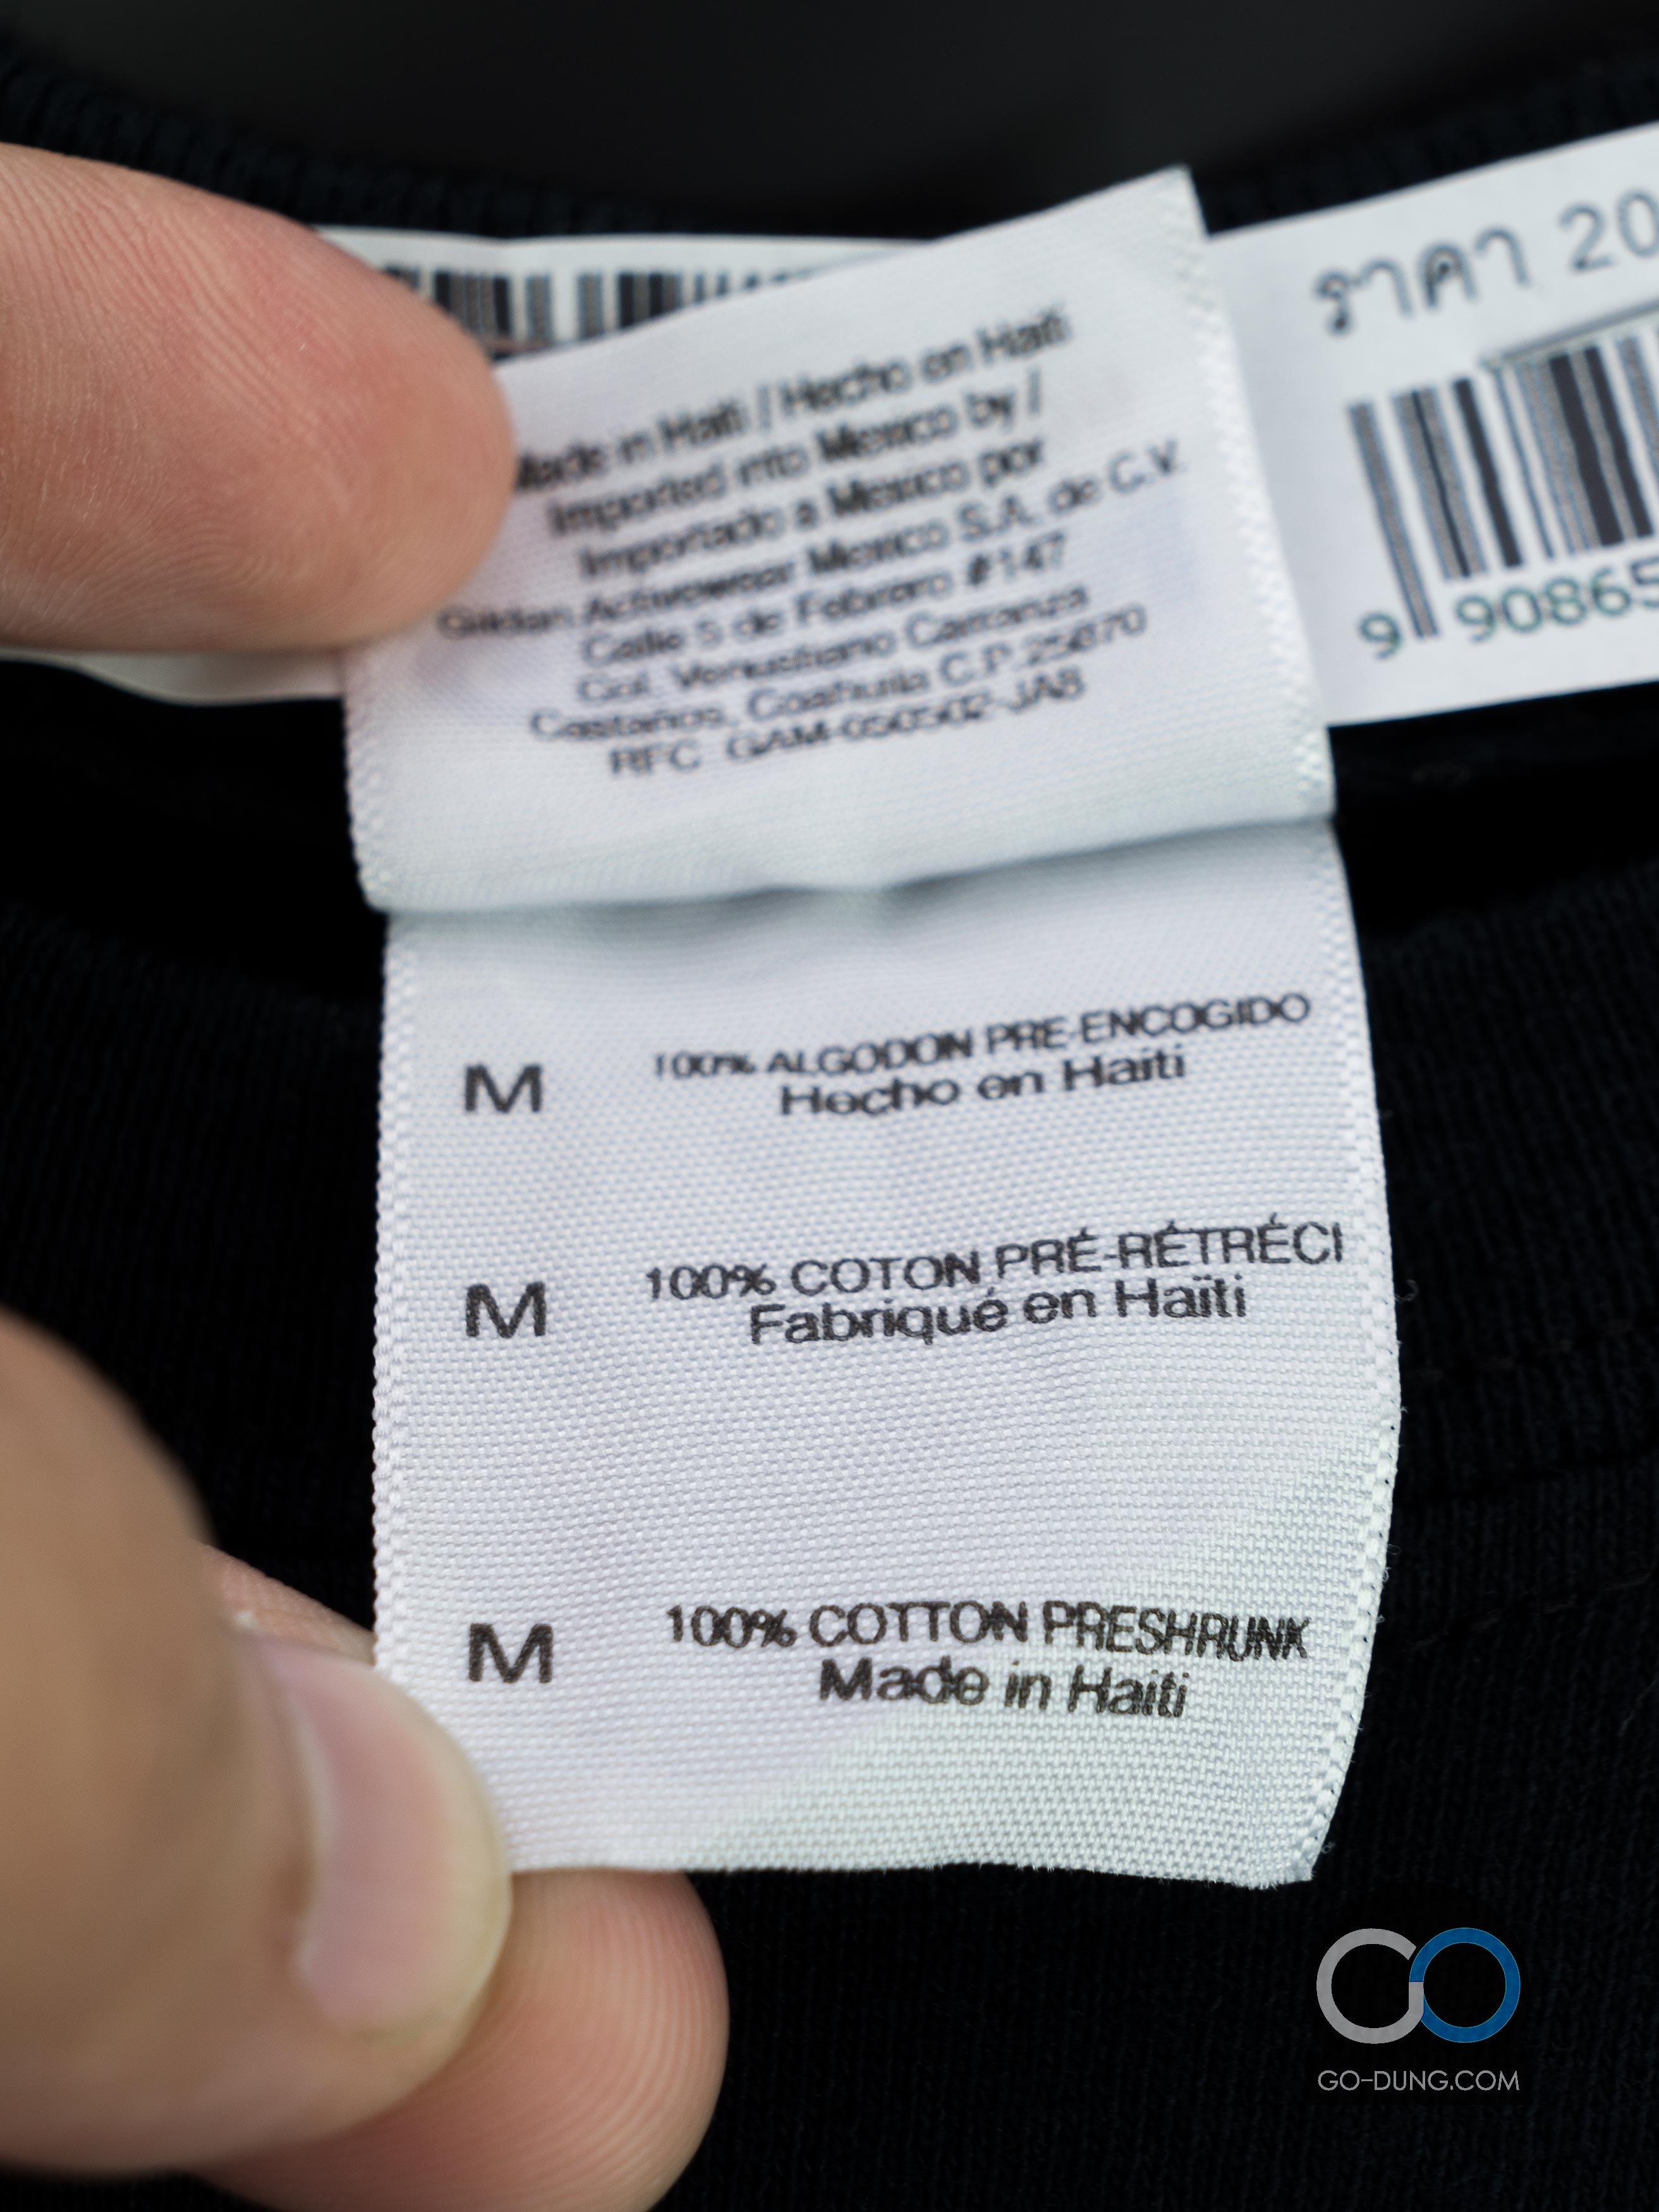 ราคา 20
9 90865
Made in Haiti / Hecho en Haiti
Imported into Mexico by /
Importado a Mexico por
Gildan Activewear Mexico S.A. de C.V.
Calle 5 de Febrero #147
Col. Venustiano Carranza
Castaños, Coahuila C.P. 25870
RFC GAM-050502-JA8
M 100% ALGODON PRE-ENCOGIDO
Hecho en Haiti
M 100% COTON PRÉ-RÉTRÉCI
Fabriqué en Haïti
M 100% COTTON PRESHRUNK
Made in Haiti
GO
GO-DUNG.COM